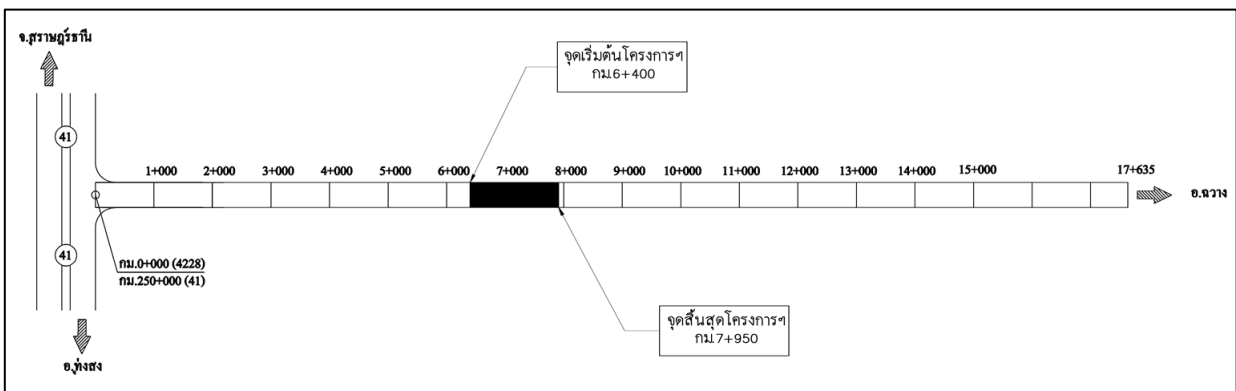 จ.สุราษฎร์ธานี
จุดเริ่มต้นโครงการฯ
กม.6+400
41
1+000 2+000 3+000 4+000 5+000 6+000 7+000 8+000 9+000 10+000 11+000 12+000 13+000 14+000 15+000 17+635
อ.ฉวาง
41
กม.0+000 (4228)
กม.250+000 (41)
จุดสิ้นสุดโครงการฯ
กม.7+950
อ.ทุ่งสง